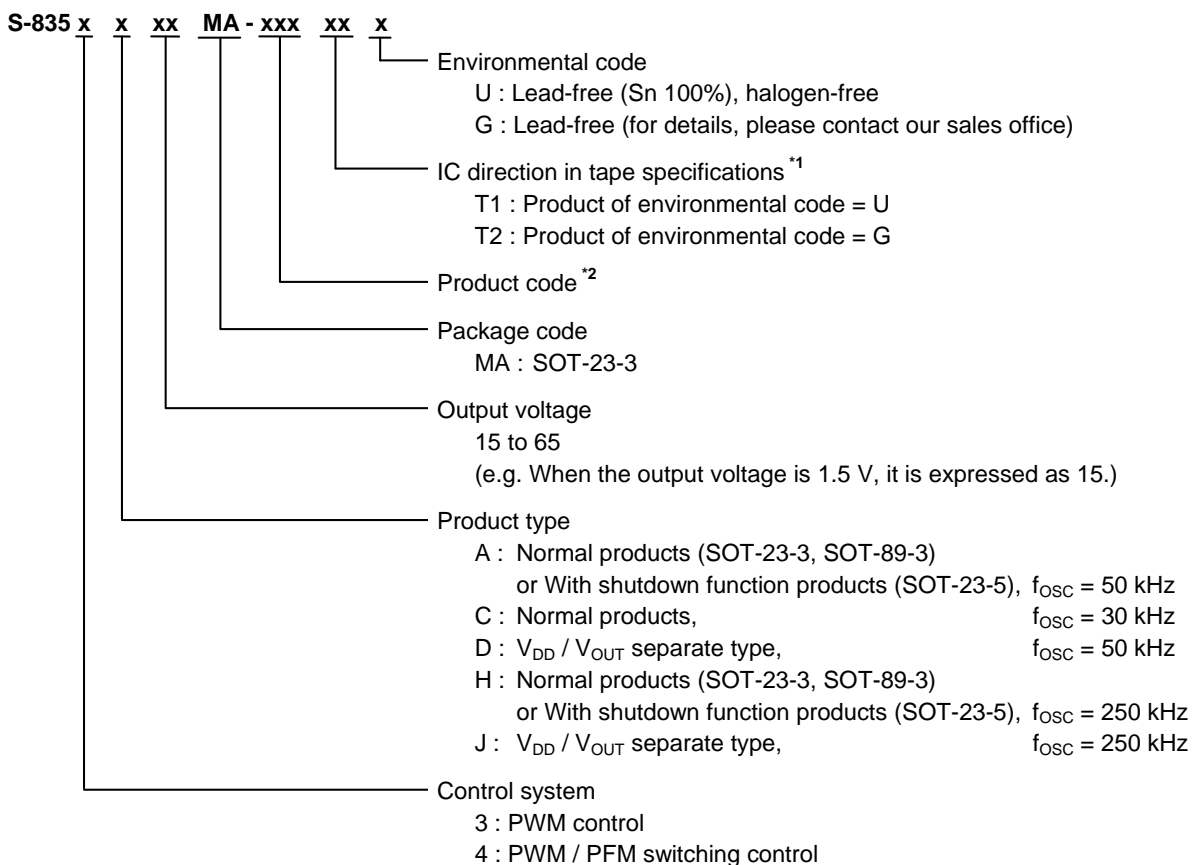 S-835 x x xx MA - xxx xx x
Environmental code
U : Lead-free (Sn 100%), halogen-free
G : Lead-free (for details, please contact our sales office)
IC direction in tape specifications *1
T1 : Product of environmental code = U
T2 : Product of environmental code = G
Product code *2
Package code
MA : SOT-23-3
Output voltage
15 to 65
(e.g. When the output voltage is 1.5 V, it is expressed as 15.)
Product type
A : Normal products (SOT-23-3, SOT-89-3)
or With shutdown function products (SOT-23-5), fOSC = 50 kHz
C : Normal products, fOSC = 30 kHz
D : VDD / VOUT separate type, fOSC = 50 kHz
H : Normal products (SOT-23-3, SOT-89-3)
or With shutdown function products (SOT-23-5), fOSC = 250 kHz
J : VDD / VOUT separate type, fOSC = 250 kHz
Control system
3 : PWM control
4 : PWM / PFM switching control